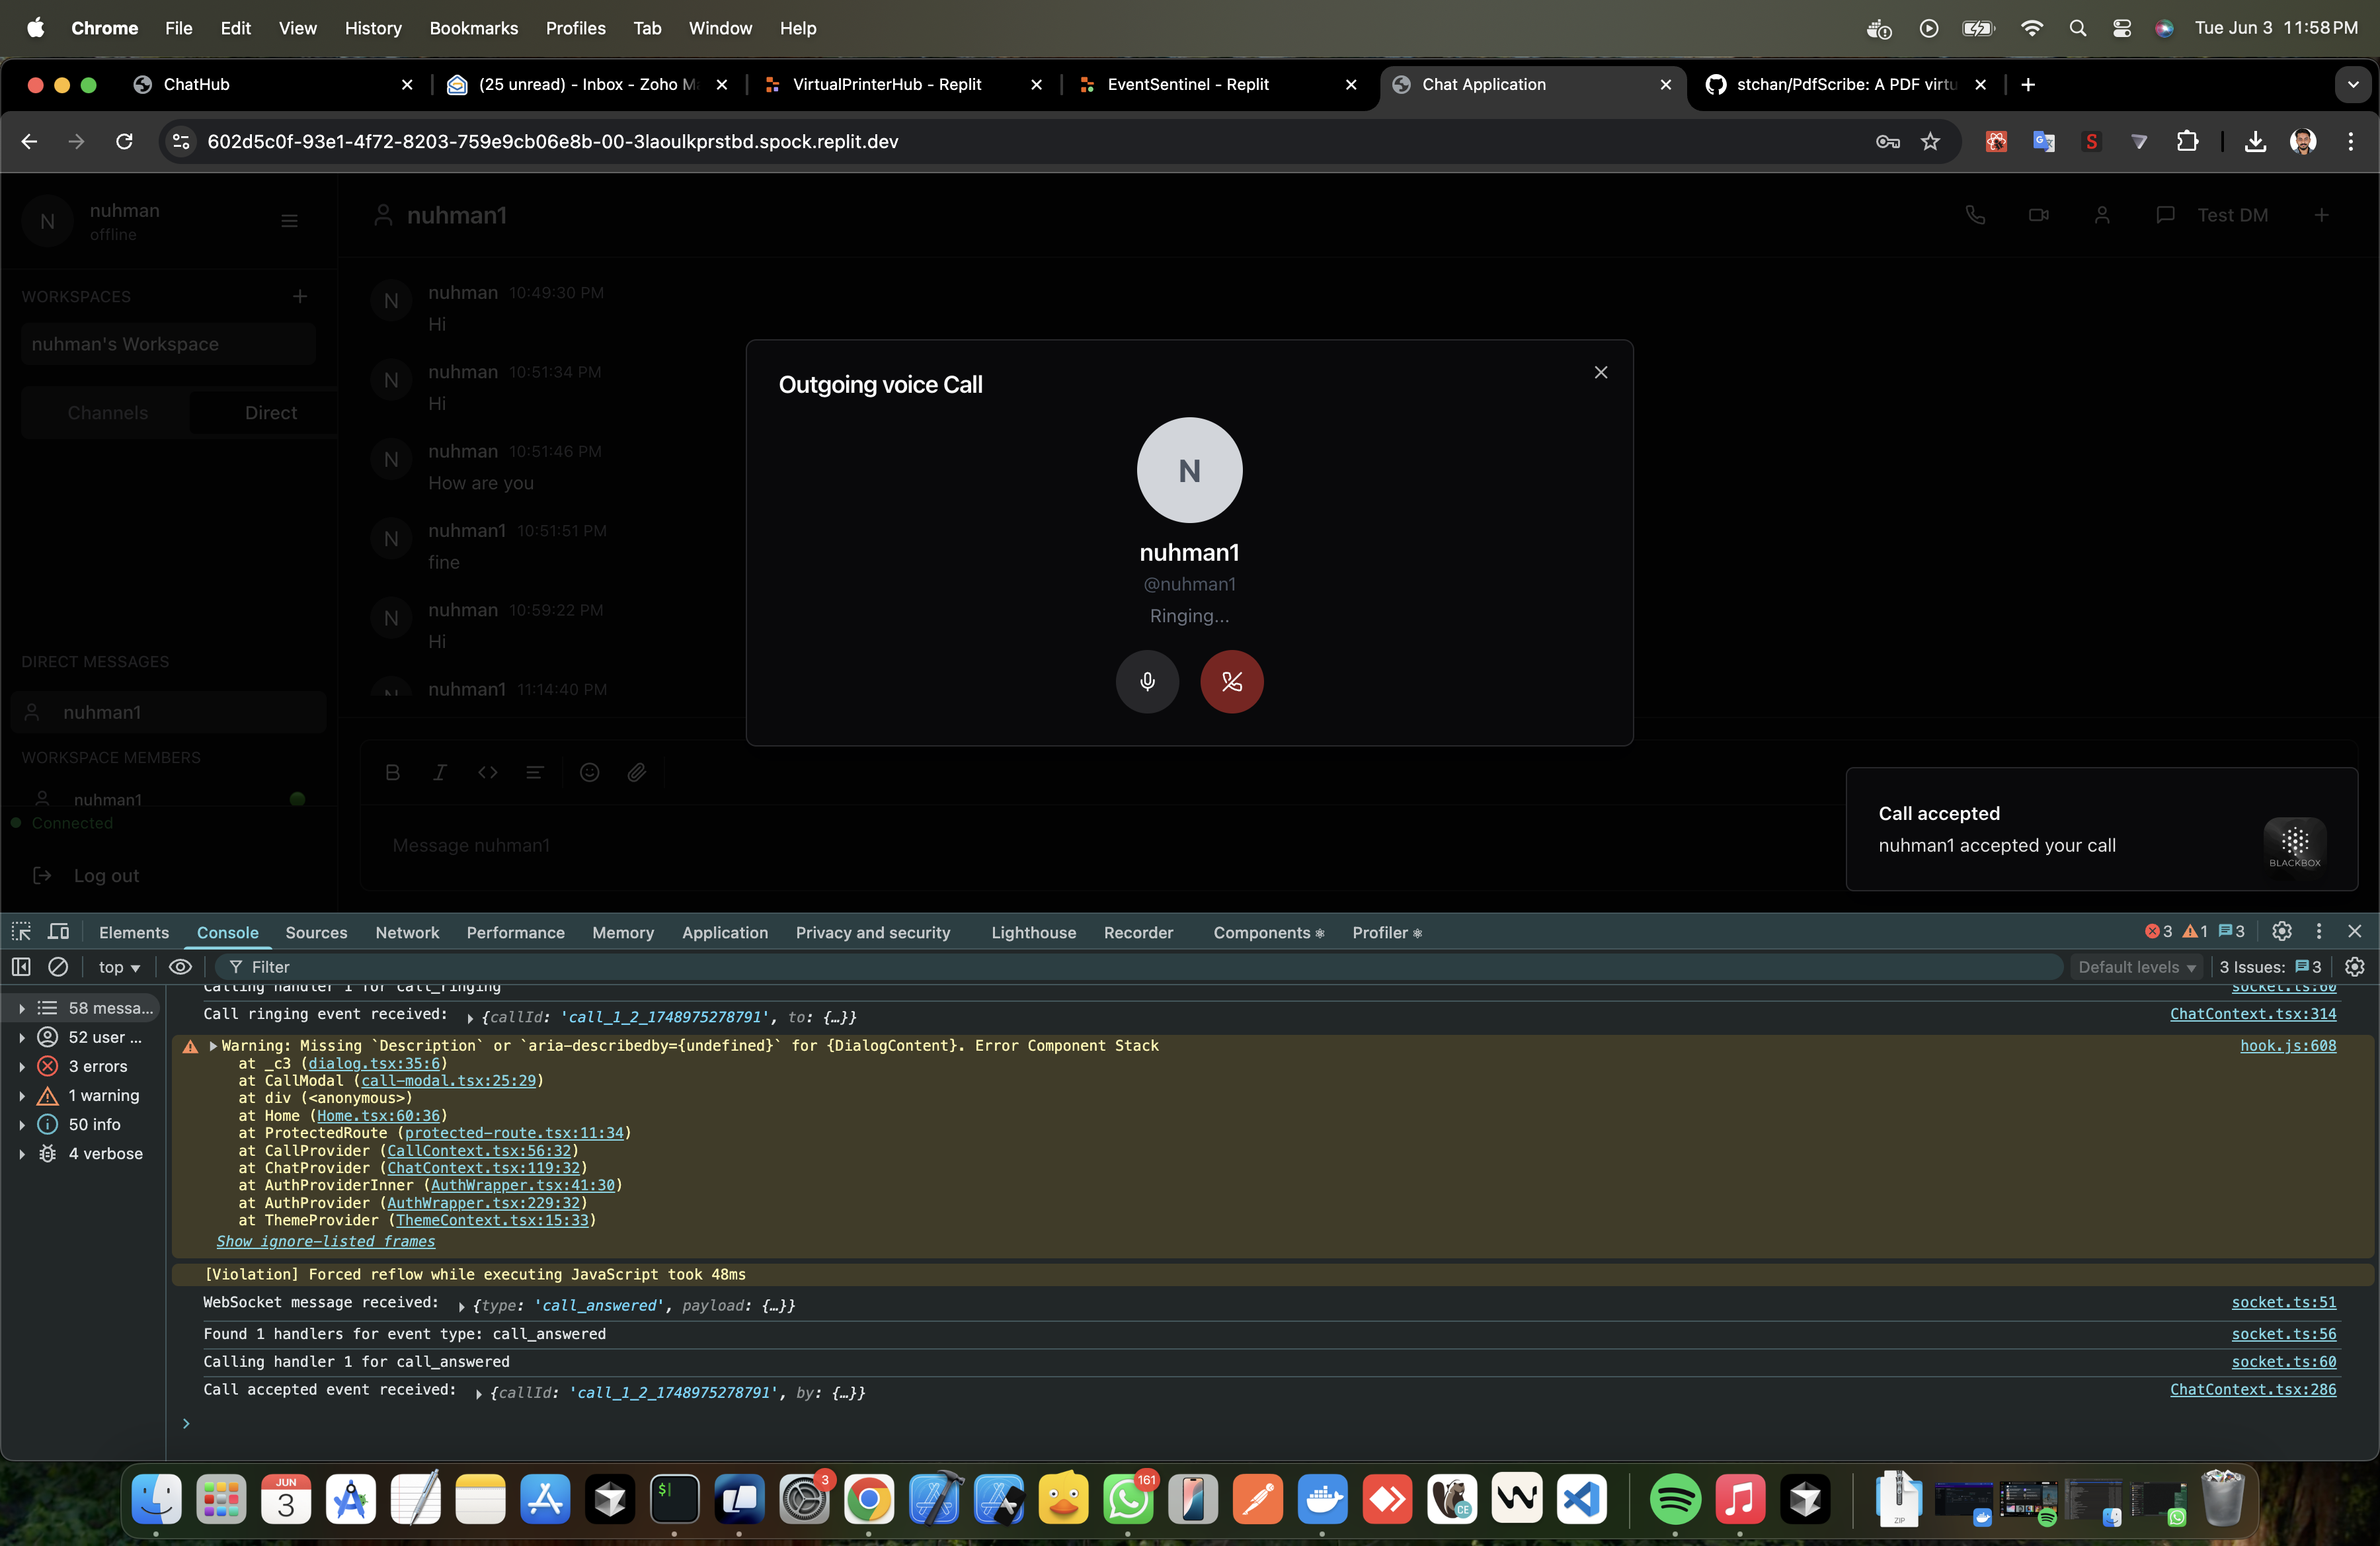 Chrome File Edit View History Bookmarks Profiles Tab Window Help Tue Jun 3 11:58 PM
ChatHub (25 unread) - Inbox - Zoho Ma VirtualPrinterHub - Replit EventSentinel - Replit Chat Application stchan/PdfScribe: A PDF virtu
602d5c0f-93e1-4f72-8203-759e9cb06e8b-00-3laoulkprstbd.spock.replit.dev
N nuhman
offline
nuhman1
Test DM
WORKSPACES
nuhman's Workspace
Channels Direct
DIRECT MESSAGES
nuhman1
WORKSPACE MEMBERS
nuhman1
Connected
Log out
N nuhman 10:49:30 PM
Hi
N nuhman 10:51:34 PM
Hi
N nuhman 10:51:46 PM
How are you
N nuhman1 10:51:51 PM
fine
N nuhman 10:59:22 PM
Hi
N nuhman1 11:14:40 PM
Message nuhman1
Outgoing voice Call
N
nuhman1
@nuhman1
Ringing...
Call accepted
nuhman1 accepted your call
BLACKBOX
Elements Console Sources Network Performance Memory Application Privacy and security Lighthouse Recorder Components Profiler 3 1 3
top Filter Default levels 3 Issues: 3
58 messa...
52 user ...
3 errors
1 warning
50 info
4 verbose
Calling handler 1 for call_ringing socket.ts:60
Call ringing event received: {callId: 'call_1_2_1748975278791', to: {…}} ChatContext.tsx:314
Warning: Missing `Description` or `aria-describedby={undefined}` for {DialogContent}. Error Component Stack hook.js:608
at _c3 (dialog.tsx:35:6)
at CallModal (call-modal.tsx:25:29)
at div (<anonymous>)
at Home (Home.tsx:60:36)
at ProtectedRoute (protected-route.tsx:11:34)
at CallProvider (CallContext.tsx:56:32)
at ChatProvider (ChatContext.tsx:119:32)
at AuthProviderInner (AuthWrapper.tsx:41:30)
at AuthProvider (AuthWrapper.tsx:229:32)
at ThemeProvider (ThemeContext.tsx:15:33)
Show ignore-listed frames
[Violation] Forced reflow while executing JavaScript took 48ms
WebSocket message received: {type: 'call_answered', payload: {…}} socket.ts:51
Found 1 handlers for event type: call_answered socket.ts:56
Calling handler 1 for call_answered socket.ts:60
Call accepted event received: {callId: 'call_1_2_1748975278791', by: {…}} ChatContext.tsx:286
JUN
3
$
3
161
CE
ZIP